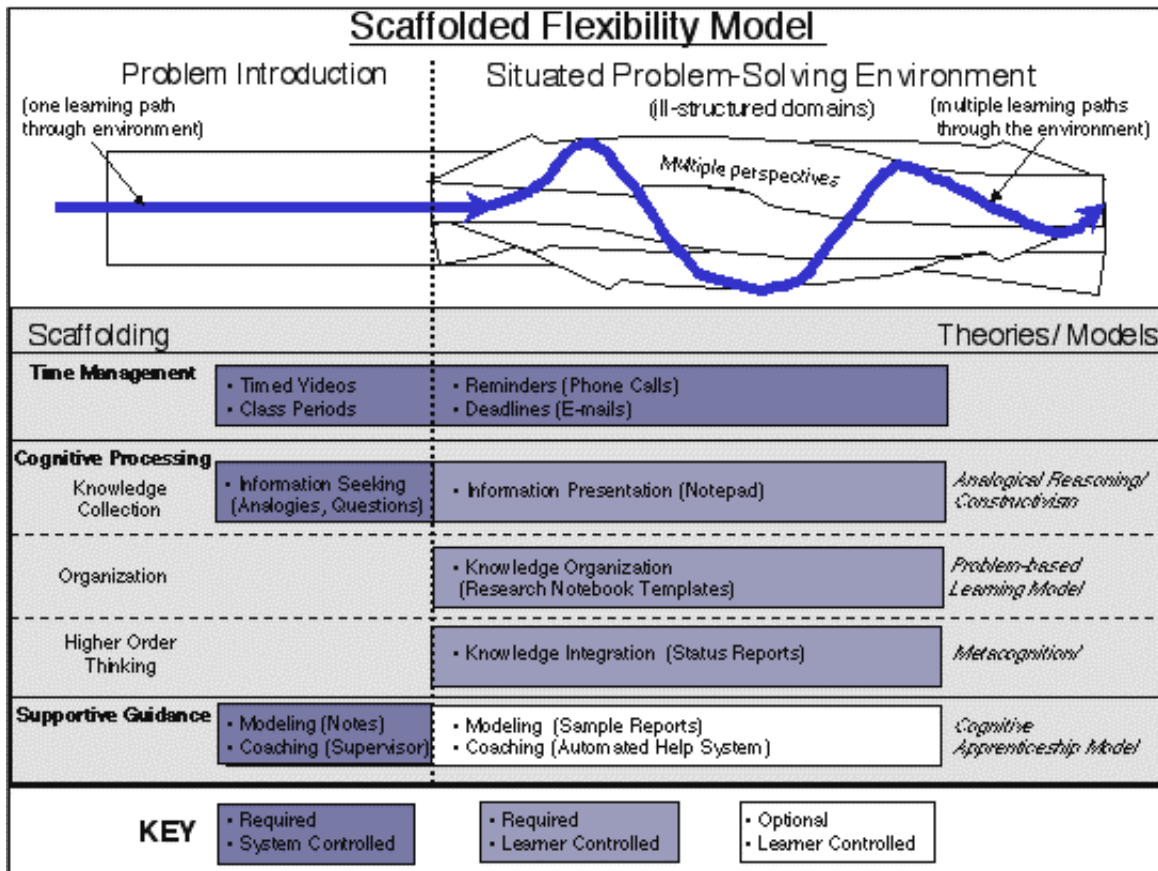 Scaffolded Flexibility Model
Problem Introduction
Situated Problem-Solving Environment
(one learning path
through environment)
(ill-structured domains)
(multiple learning paths
through the environment)
Multiple perspectives
Scaffolding
Theories/ Models
Time Management
• Timed Videos
• Class Periods
• Reminders (Phone Calls)
• Deadlines (E-mails)
Cognitive Processing
Knowledge
Collection
• Information Seeking
(Analogies, Questions)
• Information Presentation (Notepad)
Analogical Reasoning/
Constructivism
Organization
• Knowledge Organization
(Research Notebook Templates)
Problem-based
Learning Model
Higher Order
Thinking
• Knowledge Integration (Status Reports)
Metacognition/
Supportive Guidance
• Modeling (Notes)
• Coaching (Supervisor)
• Modeling (Sample Reports)
• Coaching (Automated Help System)
Cognitive
Apprenticeship Model
KEY
• Required
• System Controlled
• Required
• Learner Controlled
• Optional
• Learner Controlled